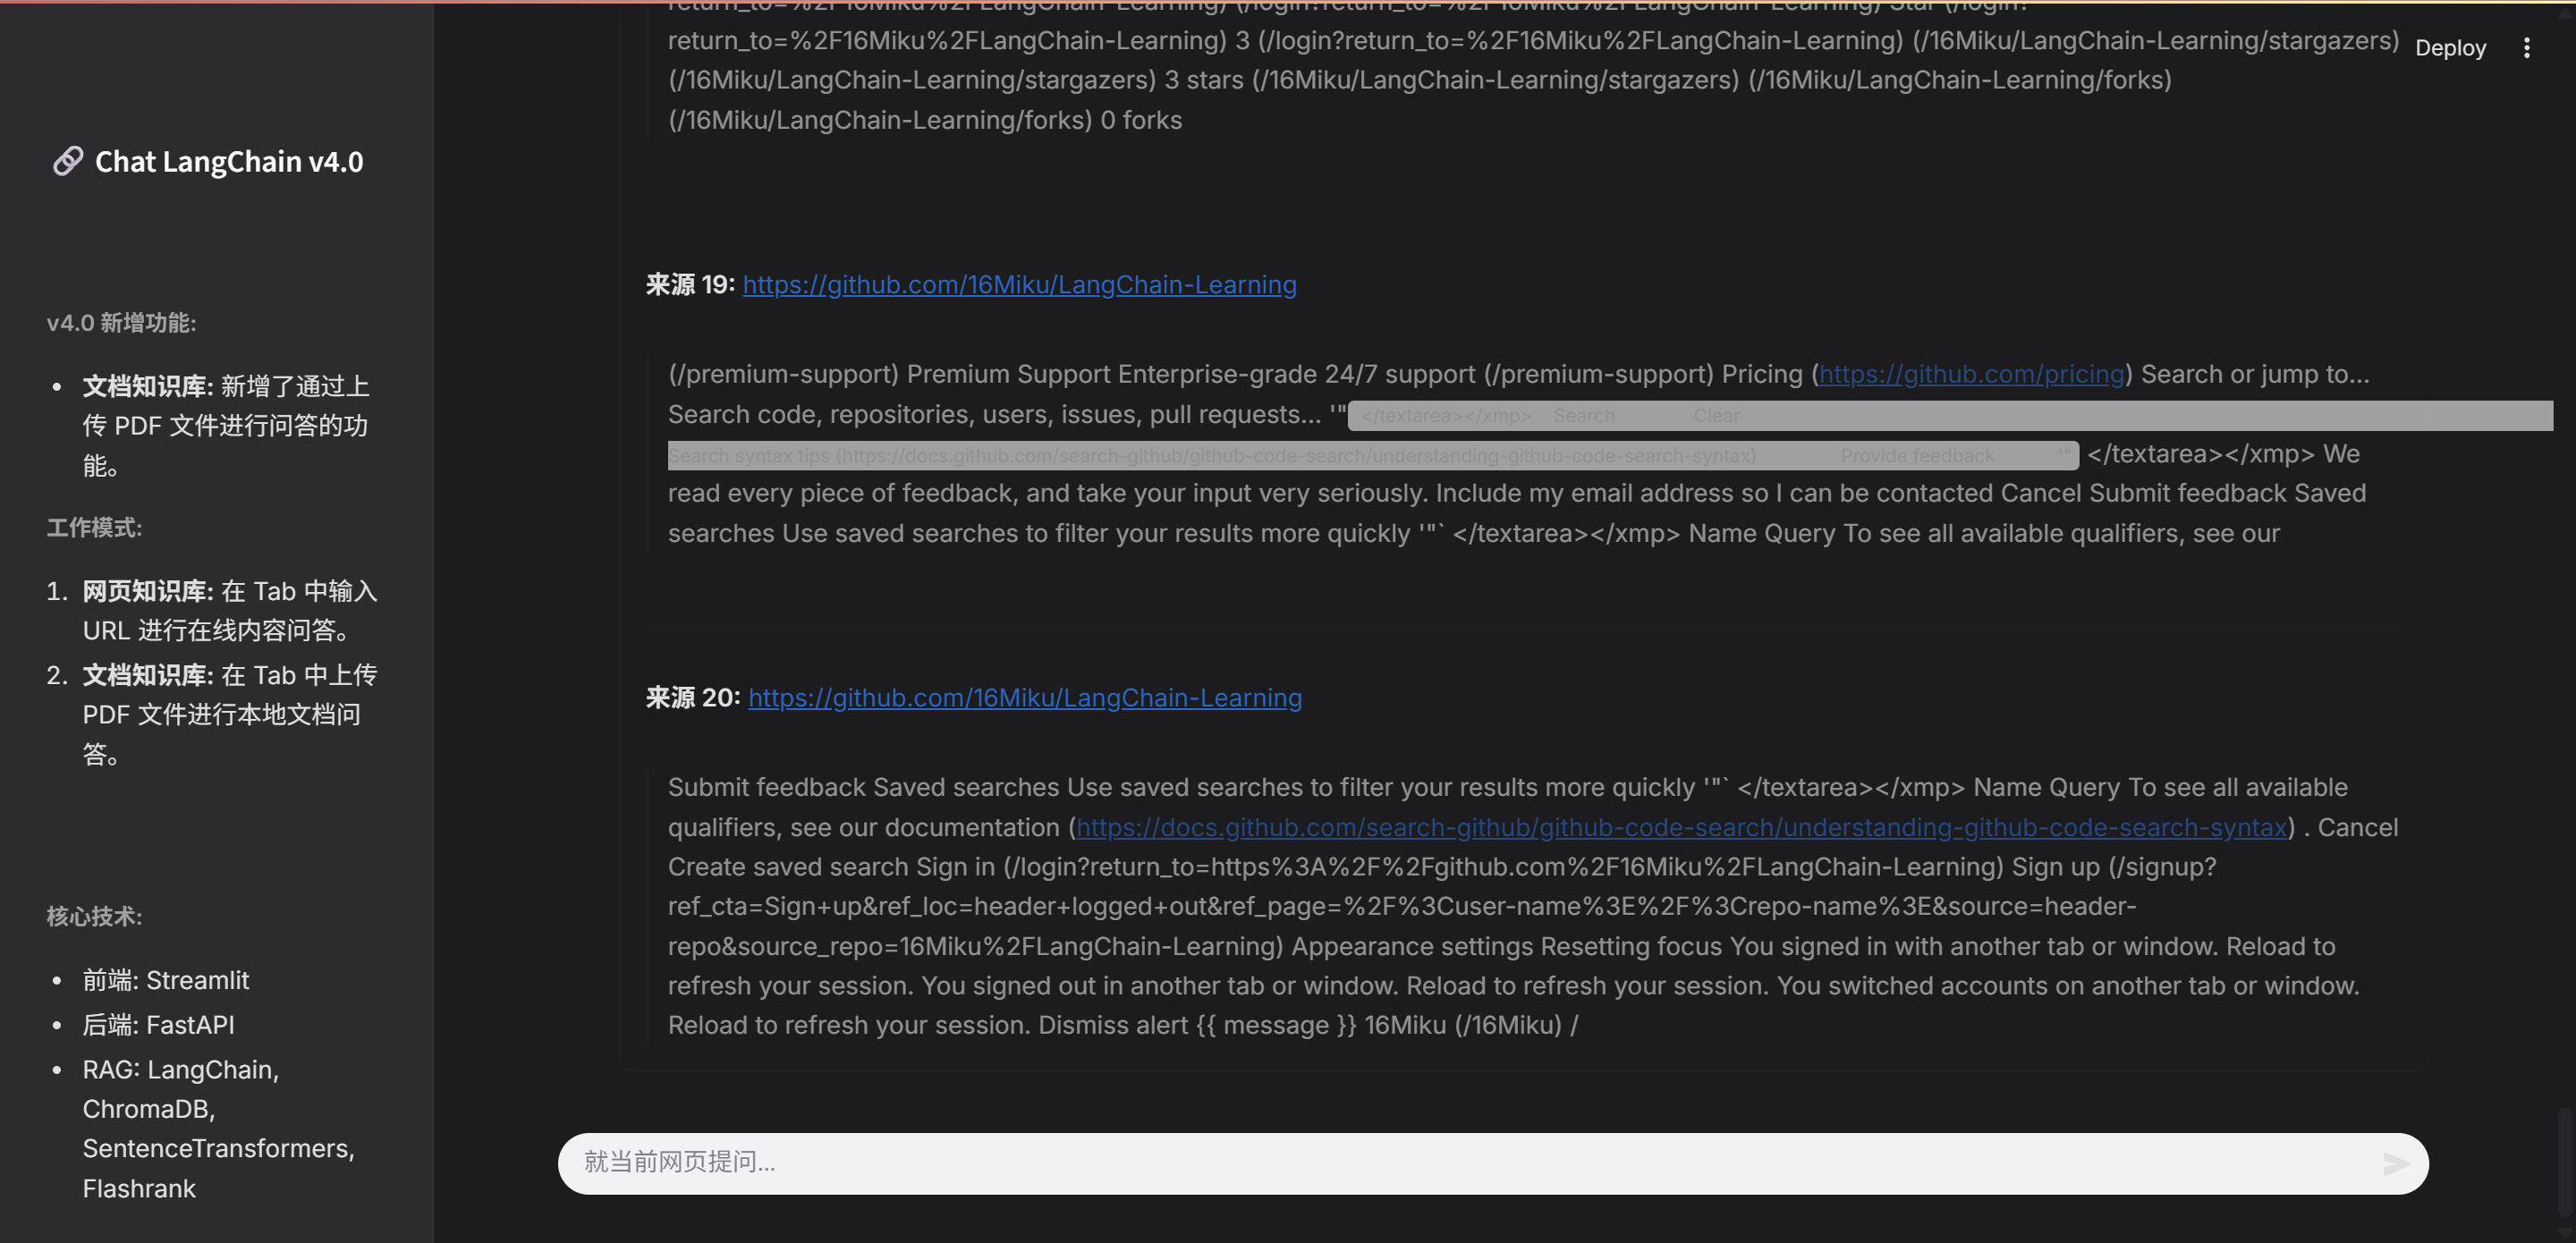 🔗 Chat LangChain v4.0
v4.0 新增功能:
• 文档知识库: 新增了通过上
传 PDF 文件进行问答的功
能。
工作模式:
1. 网页知识库: 在 Tab 中输入
URL 进行在线内容问答。
2. 文档知识库: 在 Tab 中上传
PDF 文件进行本地文档问
答。
核心技术:
• 前端: Streamlit
• 后端: FastAPI
• RAG: LangChain,
ChromaDB,
SentenceTransformers,
Flashrank
Deploy
return_to=%2F16Miku%2FLangChain-Learning) (/login?return_to=%2F16Miku%2FLangChain-Learning) Star (/login?
return_to=%2F16Miku%2FLangChain-Learning) 3 (/login?return_to=%2F16Miku%2FLangChain-Learning) (/16Miku/LangChain-Learning/stargazers)
(/16Miku/LangChain-Learning/stargazers) 3 stars (/16Miku/LangChain-Learning/stargazers) (/16Miku/LangChain-Learning/forks)
(/16Miku/LangChain-Learning/forks) 0 forks
来源 19: https://github.com/16Miku/LangChain-Learning
(/premium-support) Premium Support Enterprise-grade 24/7 support (/premium-support) Pricing (https://github.com/pricing) Search or jump to...
Search code, repositories, users, issues, pull requests... '" </textarea></xmp> Search Clear
Search syntax tips (https://docs.github.com/search-github/github-code-search/understanding-github-code-search-syntax) Provide feedback '" </textarea></xmp> We
read every piece of feedback, and take your input very seriously. Include my email address so I can be contacted Cancel Submit feedback Saved
searches Use saved searches to filter your results more quickly '"` </textarea></xmp> Name Query To see all available qualifiers, see our
来源 20: https://github.com/16Miku/LangChain-Learning
Submit feedback Saved searches Use saved searches to filter your results more quickly '"` </textarea></xmp> Name Query To see all available
qualifiers, see our documentation (https://docs.github.com/search-github/github-code-search/understanding-github-code-search-syntax) . Cancel
Create saved search Sign in (/login?return_to=https%3A%2F%2Fgithub.com%2F16Miku%2FLangChain-Learning) Sign up (/signup?
ref_cta=Sign+up&ref_loc=header+logged+out&ref_page=%2F%3Cuser-name%3E%2F%3Crepo-name%3E&source=header-
repo&source_repo=16Miku%2FLangChain-Learning) Appearance settings Resetting focus You signed in with another tab or window. Reload to
refresh your session. You signed out in another tab or window. Reload to refresh your session. You switched accounts on another tab or window.
Reload to refresh your session. Dismiss alert {{ message }} 16Miku (/16Miku) /
就当前网页提问...